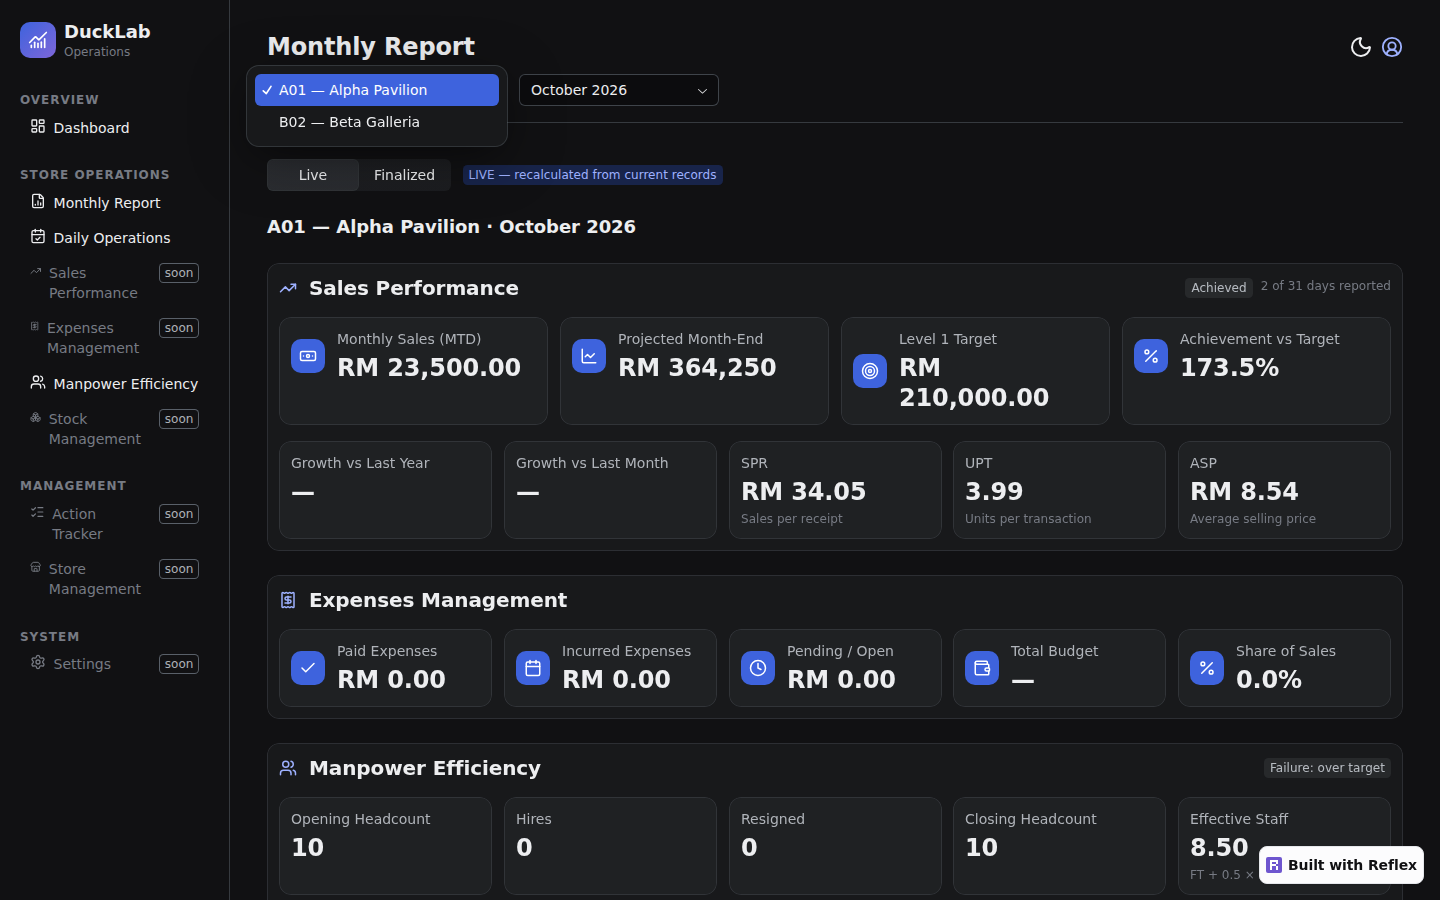 DuckLab
Operations
OVERVIEW
Dashboard
STORE OPERATIONS
Monthly Report
Daily Operations
Sales
Performance
soon
Expenses
Management
soon
Manpower Efficiency
Stock
Management
soon
MANAGEMENT
Action
Tracker
soon
Store
Management
soon
SYSTEM
Settings
soon
Monthly Report
A01 — Alpha Pavilion
B02 — Beta Galleria
October 2026
Live
Finalized
LIVE — recalculated from current records
A01 — Alpha Pavilion · October 2026
Sales Performance
Achieved
2 of 31 days reported
Monthly Sales (MTD)
RM 23,500.00
Projected Month-End
RM 364,250
Level 1 Target
RM
210,000.00
Achievement vs Target
173.5%
Growth vs Last Year
—
Growth vs Last Month
—
SPR
RM 34.05
Sales per receipt
UPT
3.99
Units per transaction
ASP
RM 8.54
Average selling price
Expenses Management
Paid Expenses
RM 0.00
Incurred Expenses
RM 0.00
Pending / Open
RM 0.00
Total Budget
—
Share of Sales
0.0%
Manpower Efficiency
Failure: over target
Opening Headcount
10
Hires
0
Resigned
0
Closing Headcount
10
Effective Staff
8.50
FT + 0.5 ×
Built with Reflex